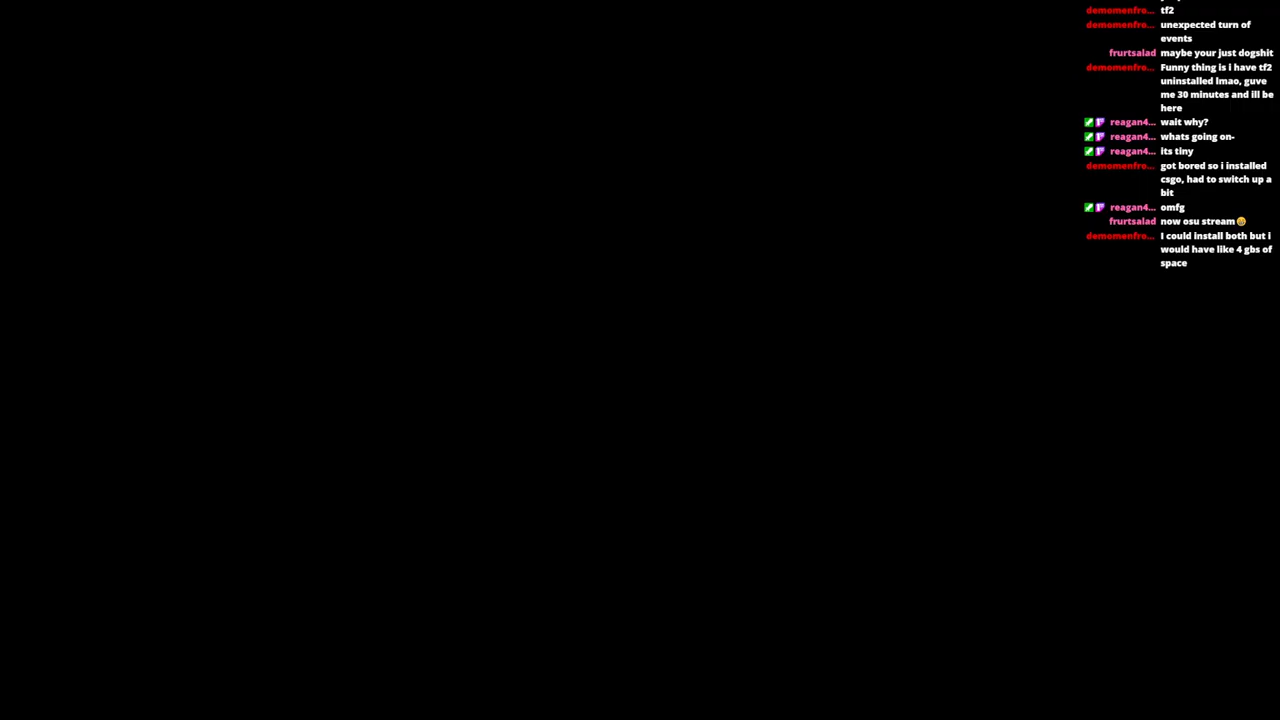 demomenfro... tf2
demomenfro... unexpected turn of
events
frurtsalad maybe your just dogshit
demomenfro... Funny thing is i have tf2
uninstalled lmao, guve
me 30 minutes and ill be
here
reagan4... wait why?
reagan4... whats going on-
reagan4... its tiny
demomenfro... got bored so i installed
csgo, had to switch up a
bit
reagan4... omfg
frurtsalad now osu stream
demomenfro... I could install both but i
would have like 4 gbs of
space